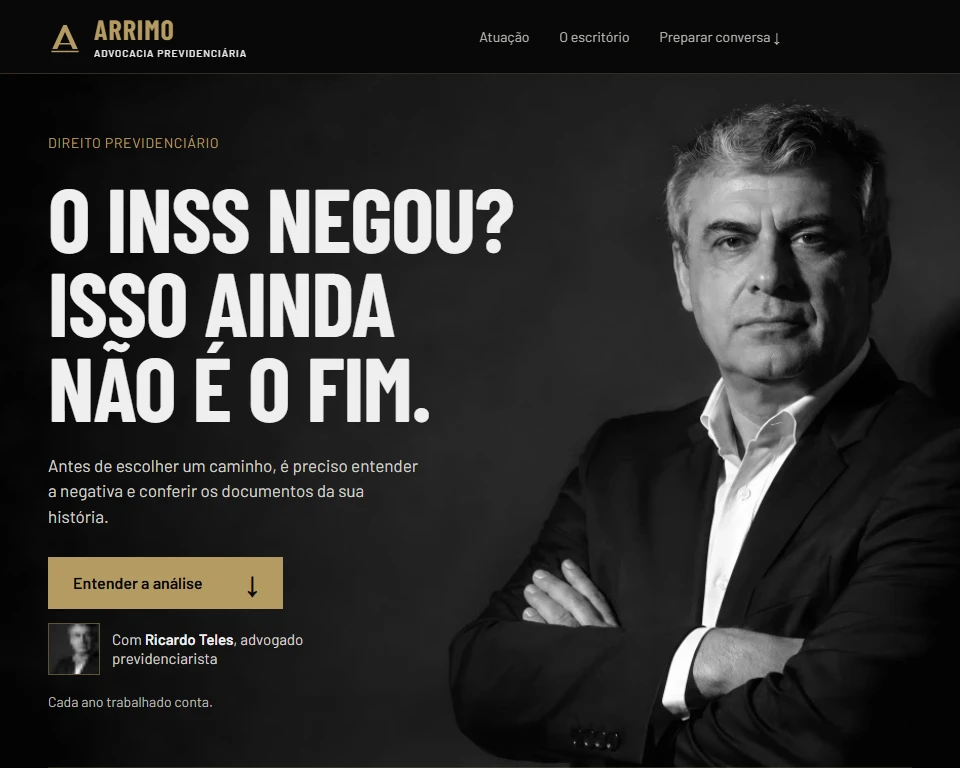 ARRIMO
ADVOCACIA PREVIDENCIÁRIA
Atuação
O escritório
Preparar conversa ↓
DIREITO PREVIDENCIÁRIO
O INSS NEGOU?
ISSO AINDA
NÃO É O FIM.
Antes de escolher um caminho, é preciso entender
a negativa e conferir os documentos da sua
história.
Entender a análise ↓
Com Ricardo Teles, advogado
previdenciarista
Cada ano trabalhado conta.